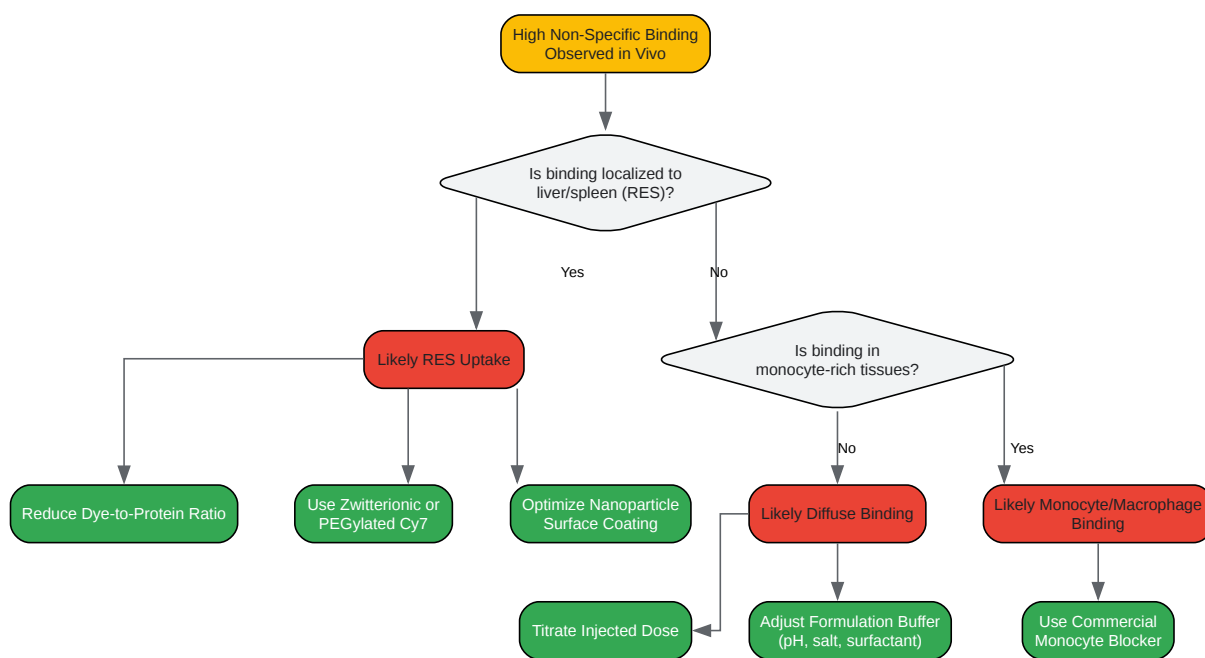 High Non-Specific Binding
Observed in Vivo
Is binding localized to
liver/spleen (RES)?
Yes
No
Likely RES Uptake
Is binding in
monocyte-rich tissues?
No
Yes
Reduce Dye-to-Protein Ratio
Use Zwitterionic or
PEGylated Cy7
Optimize Nanoparticle
Surface Coating
Likely Diffuse Binding
Likely Monocyte/Macrophage
Binding
Titrate Injected Dose
Adjust Formulation Buffer
(pH, salt, surfactant)
Use Commercial
Monocyte Blocker